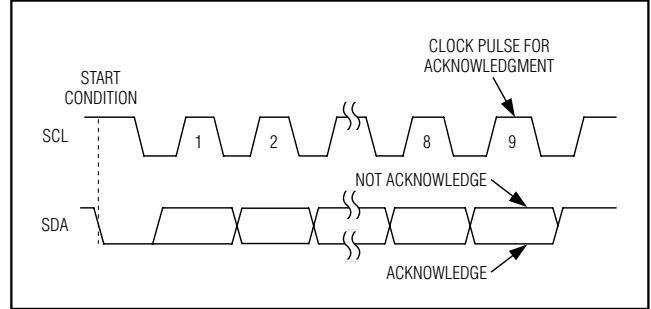 CLOCK PULSE FOR
ACKNOWLEDGMENT
START
CONDITION
SCL
1
2
8
9
NOT ACKNOWLEDGE
SDA
ACKNOWLEDGE